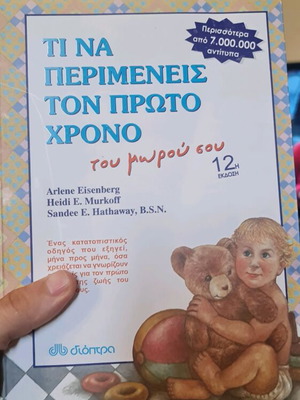 Περισσότερα
από 7.000.000
αντίτυπα
ΤΙ ΝΑ
ΠΕΡΙΜΕΝΕΙΣ
ΤΟΝ ΠΡΩΤΟ
ΧΡΟΝΟ
του μωρού σου
12η
ΕΚΔΟΣΗ
Arlene Eisenberg
Heidi E. Murkoff
Sandee E. Hathaway, B.S.N.
Ένας κατατοπιστικός
οδηγός που εξηγεί,
μήνα προς μήνα, όσα
χρειάζεται να γνωρίζουν
για τον πρώτο
της ζωής του
διόπτρα